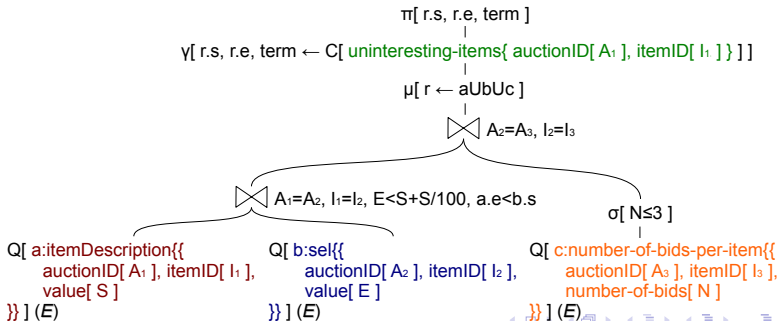 π[ r.s, r.e, term ]
γ[ r.s, r.e, term ← C[ uninteresting-items{ auctionID[ A₁ ], itemID[ I₁ ] } ] ]
μ[ r ← aUbUc ]
A₂=A₃, I₂=I₃
A₁=A₂, I₁=I₂, E<S+S/100, a.e<b.s
σ[ N≤3 ]
Q[ a:itemDescription{{
auctionID[ A₁ ], itemID[ I₁ ],
value[ S ]
}} ] (E)
Q[ b:sel{{
auctionID[ A₂ ], itemID[ I₂ ],
value[ E ]
}} ] (E)
Q[ c:number-of-bids-per-item{{
auctionID[ A₃ ], itemID[ I₃ ],
number-of-bids[ N ]
}} ] (E)